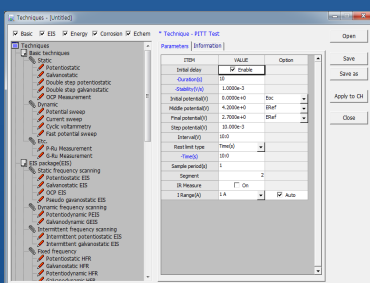 Techniques - [Untitled]
Basic EIS Energy Corrosion Echem
Techniques
Basic techniques
Static
Potentiostatic
Galvanostatic
Double step potentiostatic
Double step galvanostatic
OCP Measurement
Dynamic
Potential sweep
Current sweep
Cyclic voltammetry
Fast potential sweep
Etc.
P-Ru Measurement
G-Ru Measurement
EIS package(EIS)
Static frequency scanning
Potentiostatic EIS
Galvanostatic EIS
OCP EIS
Pseudo gavanostatic EIS
Dynamic frequency scanning
Potentiodynamic PEIS
Galvanodynamic GEIS
Intermittent frequency scanning
Intermittent potentiostatic EIS
Intermittent galvanostatic EIS
Fixed frequency
Potentiostatic HFR
Galvanostatic HFR
Potentiodynamic HFR
Galvanodynamic HFR
* Technique - PITT Test
Parameters Information
ITEM VALUE Option
Initial delay Enable
-Duration(s) 10
-Stability(V/s) 1.0000e-3
Initial potential(V) 0.0000e+0 Eoc
Middle potential(V) 4.2000e+0 ERef
Final potential(V) 2.7000e+0 ERef
Step potential(V) 10.000e-3
Interval(s) 10:0
Rest limit type Time(s)
-Time(s) 10:0
Sample period(s) 1
Segment 2
IR Measure On
I Range(A) 1 A Auto
Open
Save
Save as
Apply to CH
Close